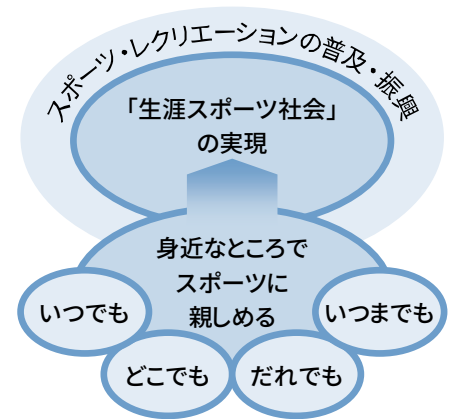 スポーツ・レクリエーションの普及・振興
「生涯スポーツ社会」
の実現
身近なところで
スポーツに
親しめる
いつでも
いつまでも
どこでも
だれでも